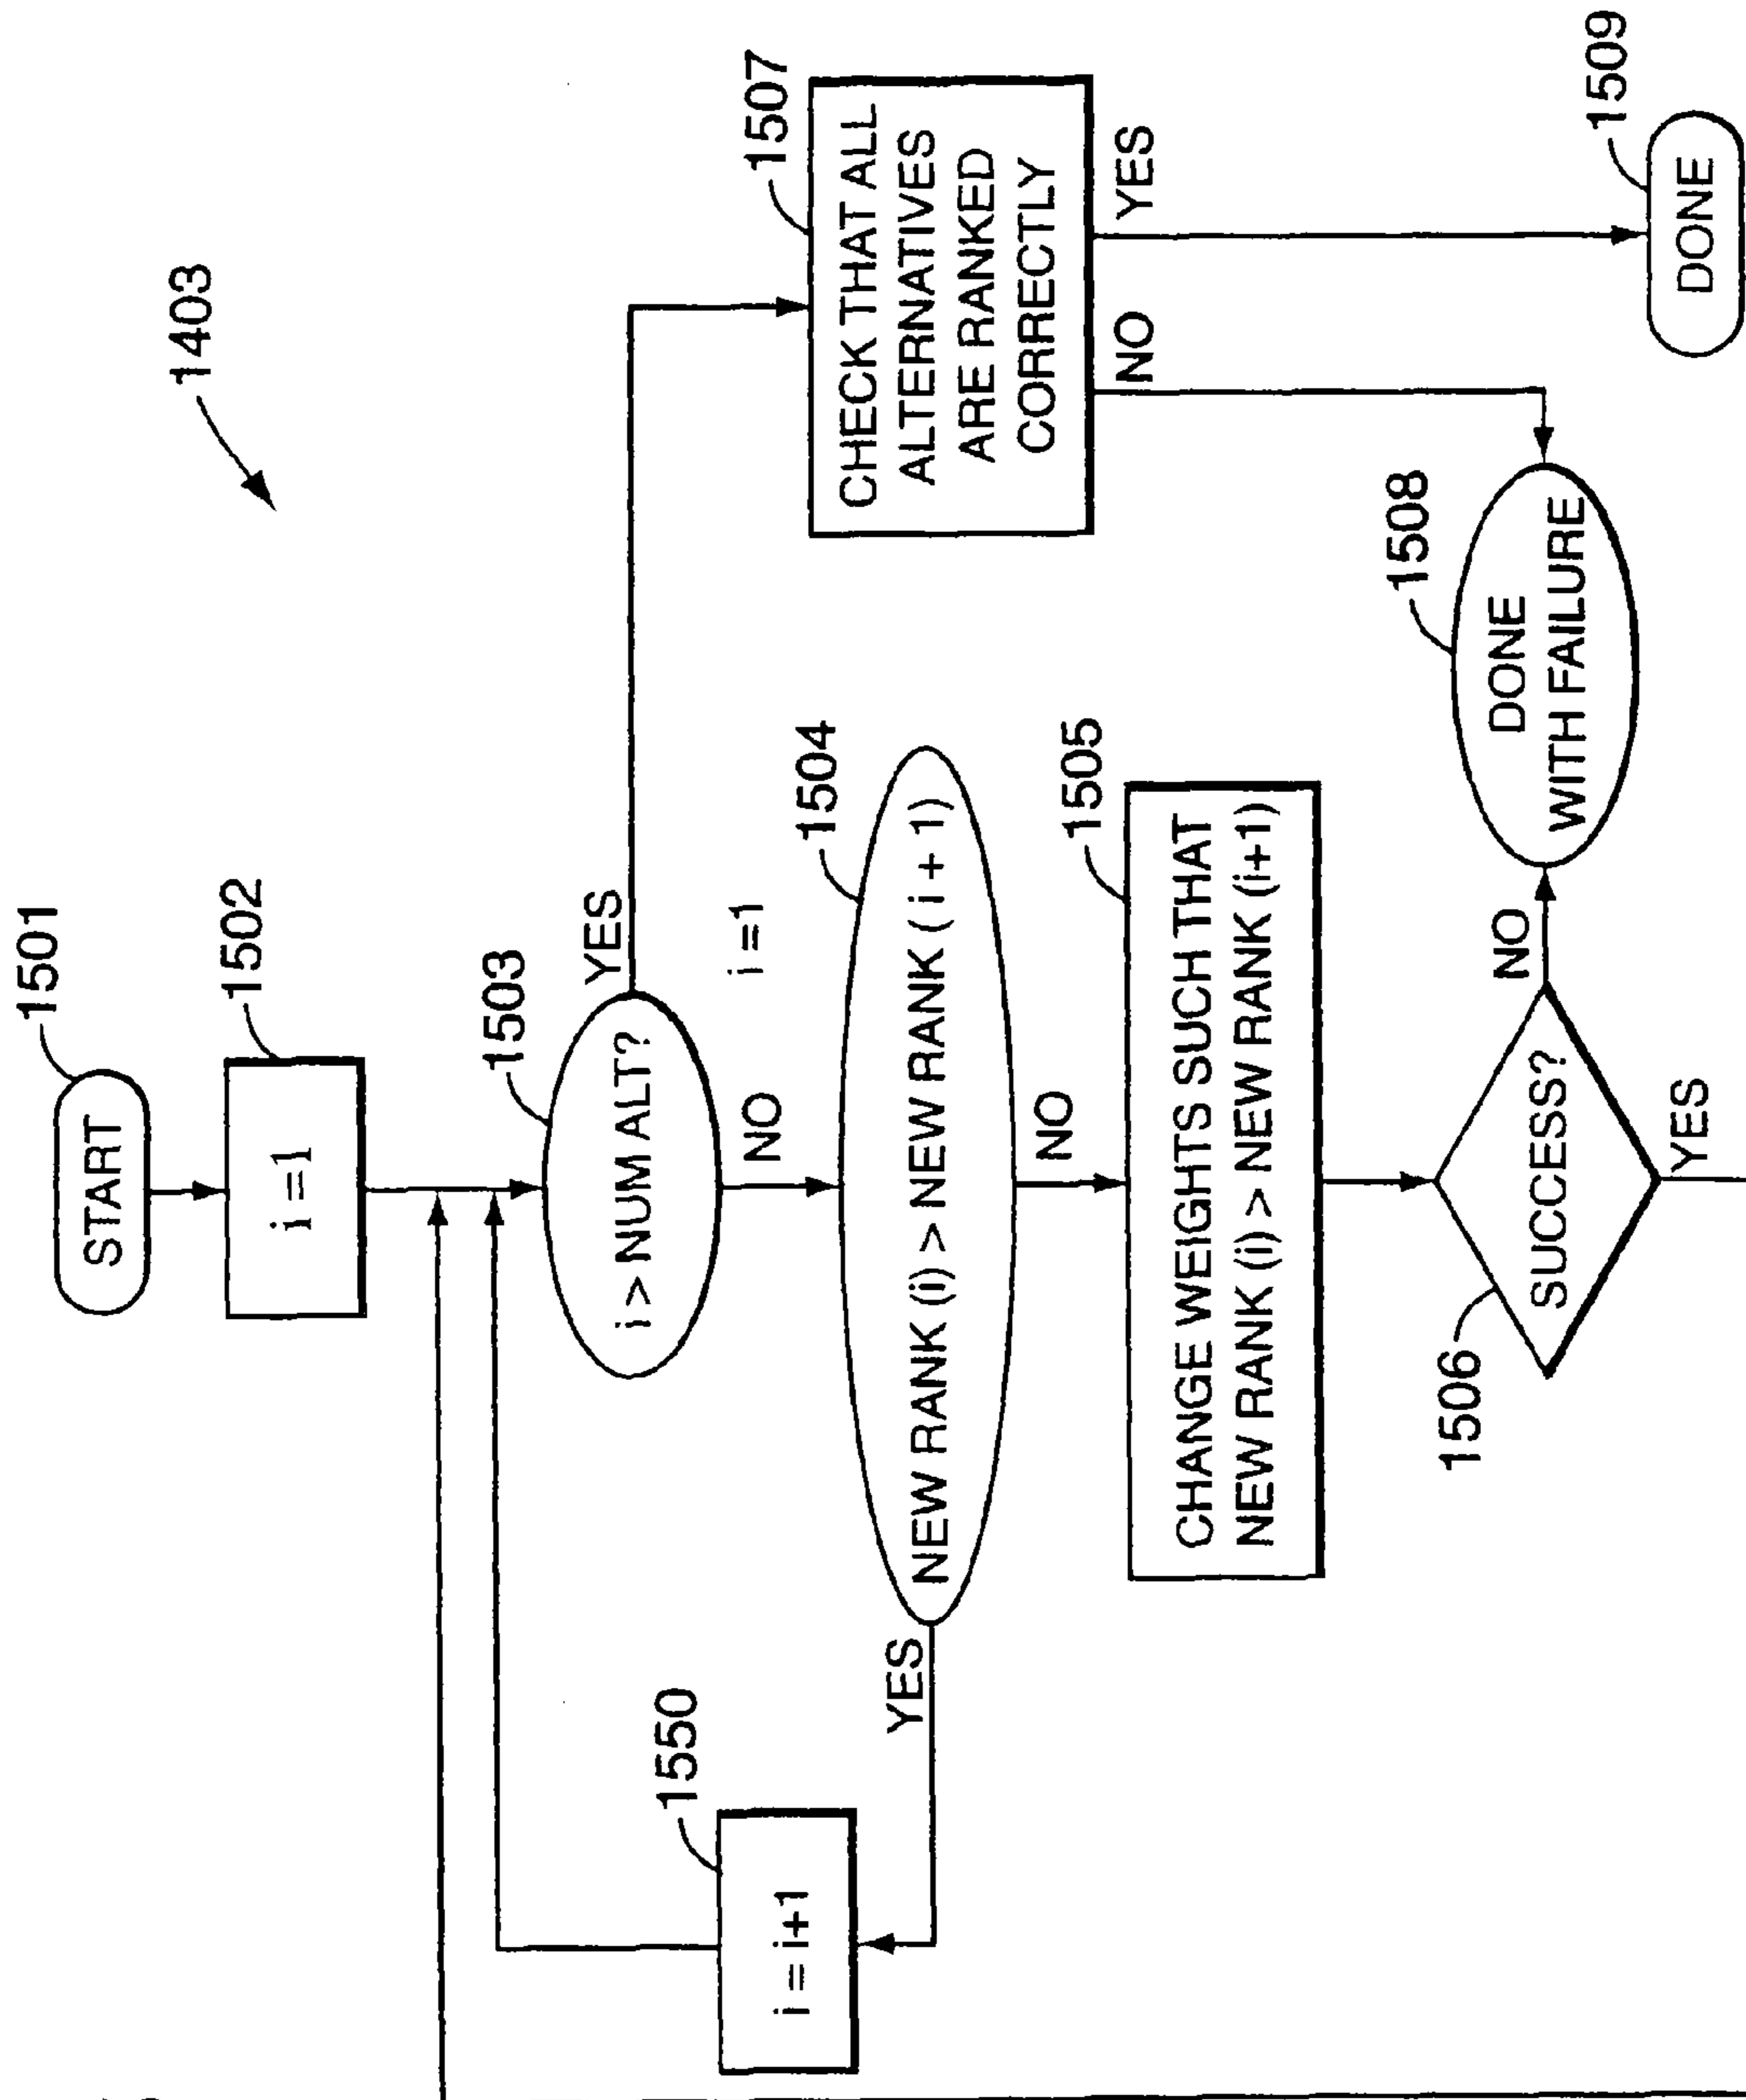 1403
1501
START
1502
i = 1
1503
i > NUM ALT?
YES
NO
i = 1
1504
NEW RANK (i) > NEW RANK ( i + 1)
YES
NO
1550
i = i+1
1505
CHANGE WEIGHTS SUCH THAT
NEW RANK (i) > NEW RANK (i+1)
1506
SUCCESS?
NO
YES
1507
CHECK THAT ALL
ALTERNATIVES
ARE RANKED
CORRECTLY
NO
YES
1508
DONE
WITH FAILURE
1509
DONE